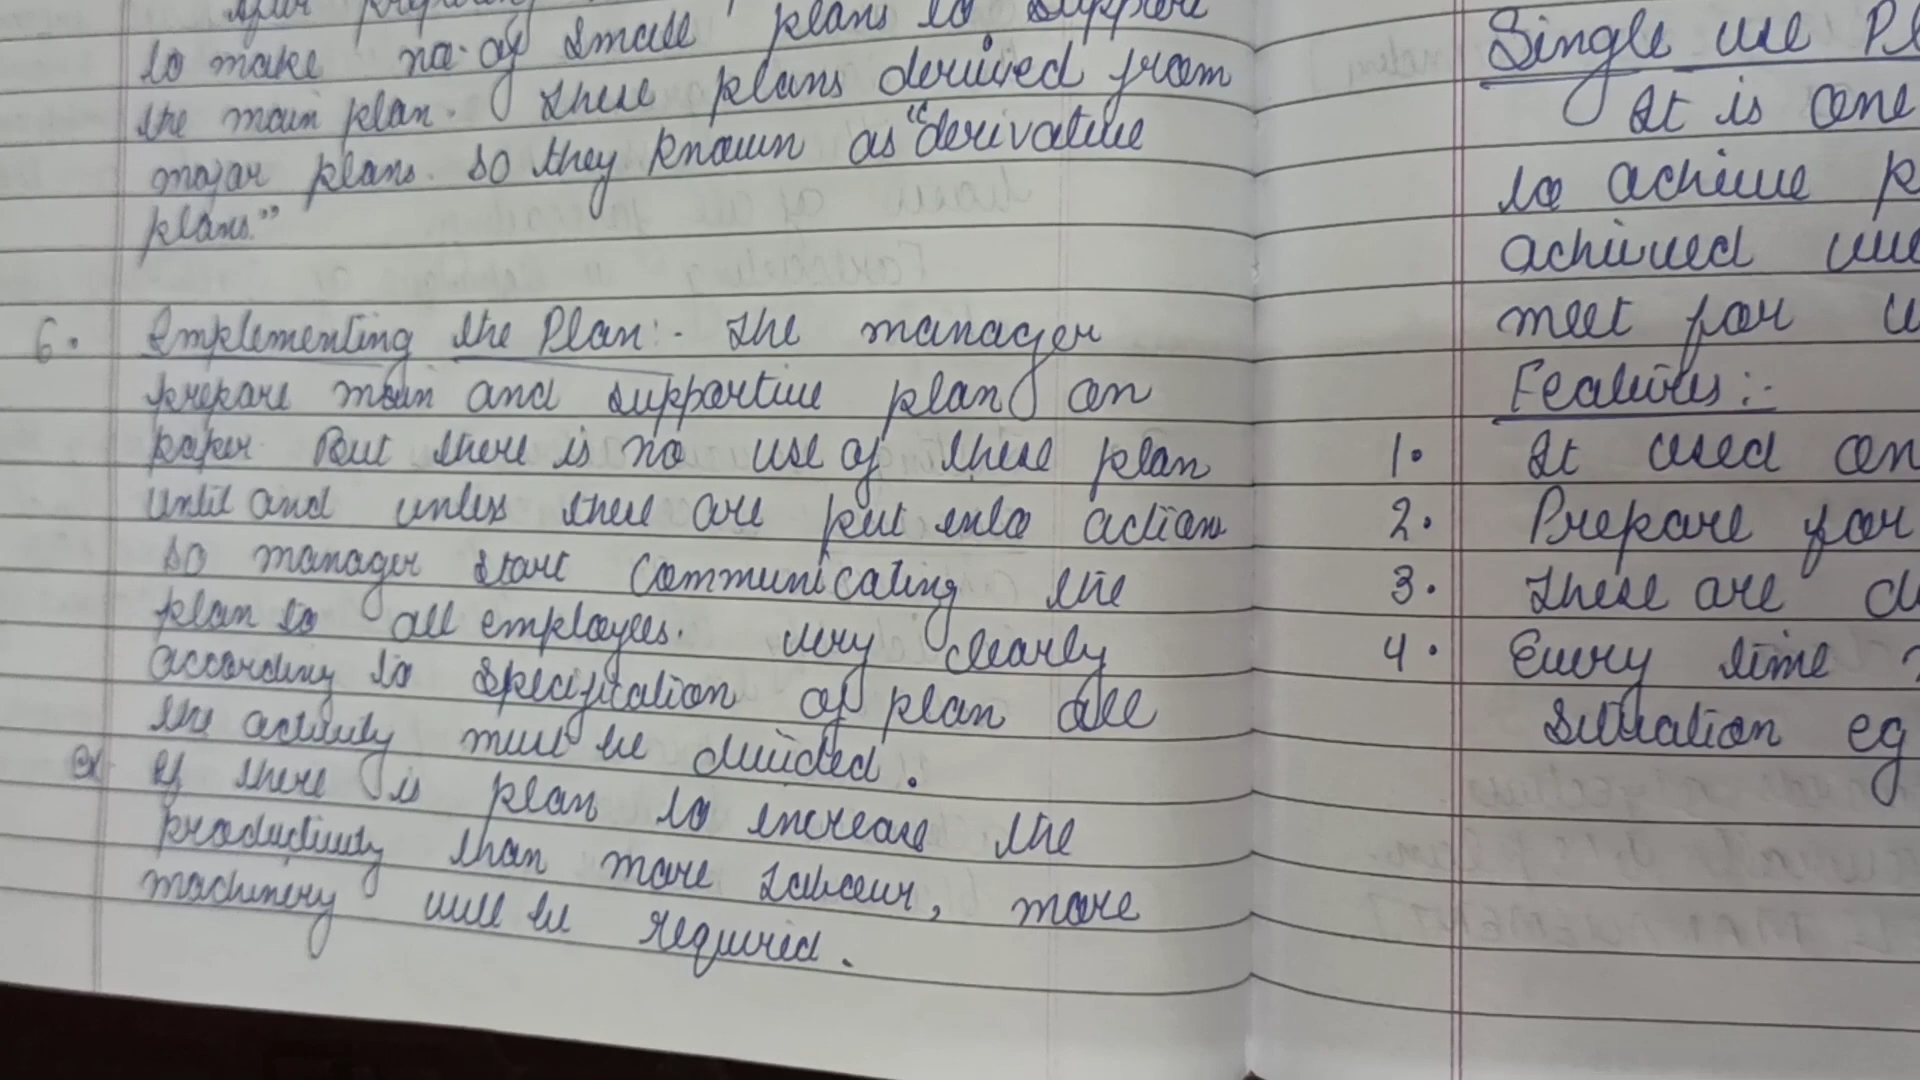 to make no. of small plans to support
the main plan. These plans derived from
major plans. so they known as "derivative
plans."
6. Implementing the Plan:- The manager
prepare main and supportive plan on
paper. But there is no use of these plan
until and unless these are put into action
so manager start communicating the
plan to all employees. very clearly
according to specification of plan all
the activity must be divided.
ex If there is plan to increase the
productivity than more labour, more
machinery will be required.
Single use Pl
It is one
to achieve p
achieved
meet for u
Features:-
1. It used on
2. Prepare for
3. These are d
4. Every time
Situation eg